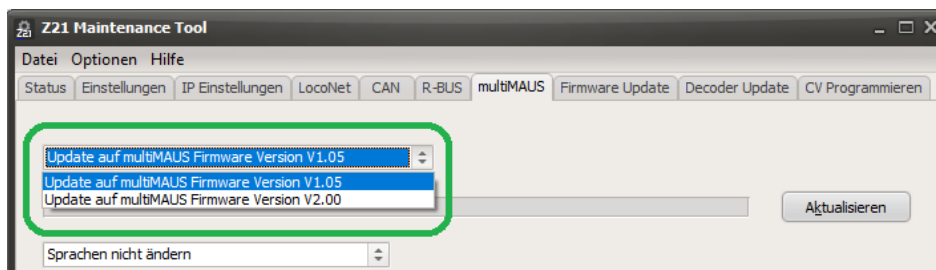 Z21 Maintenance Tool
Datei Optionen Hilfe
Status Einstellungen IP Einstellungen LocoNet CAN R-BUS multiMAUS Firmware Update Decoder Update CV Programmieren
Update auf multiMAUS Firmware Version V1.05
Update auf multiMAUS Firmware Version V1.05
Update auf multiMAUS Firmware Version V2.00
Aktualisieren
Sprachen nicht ändern